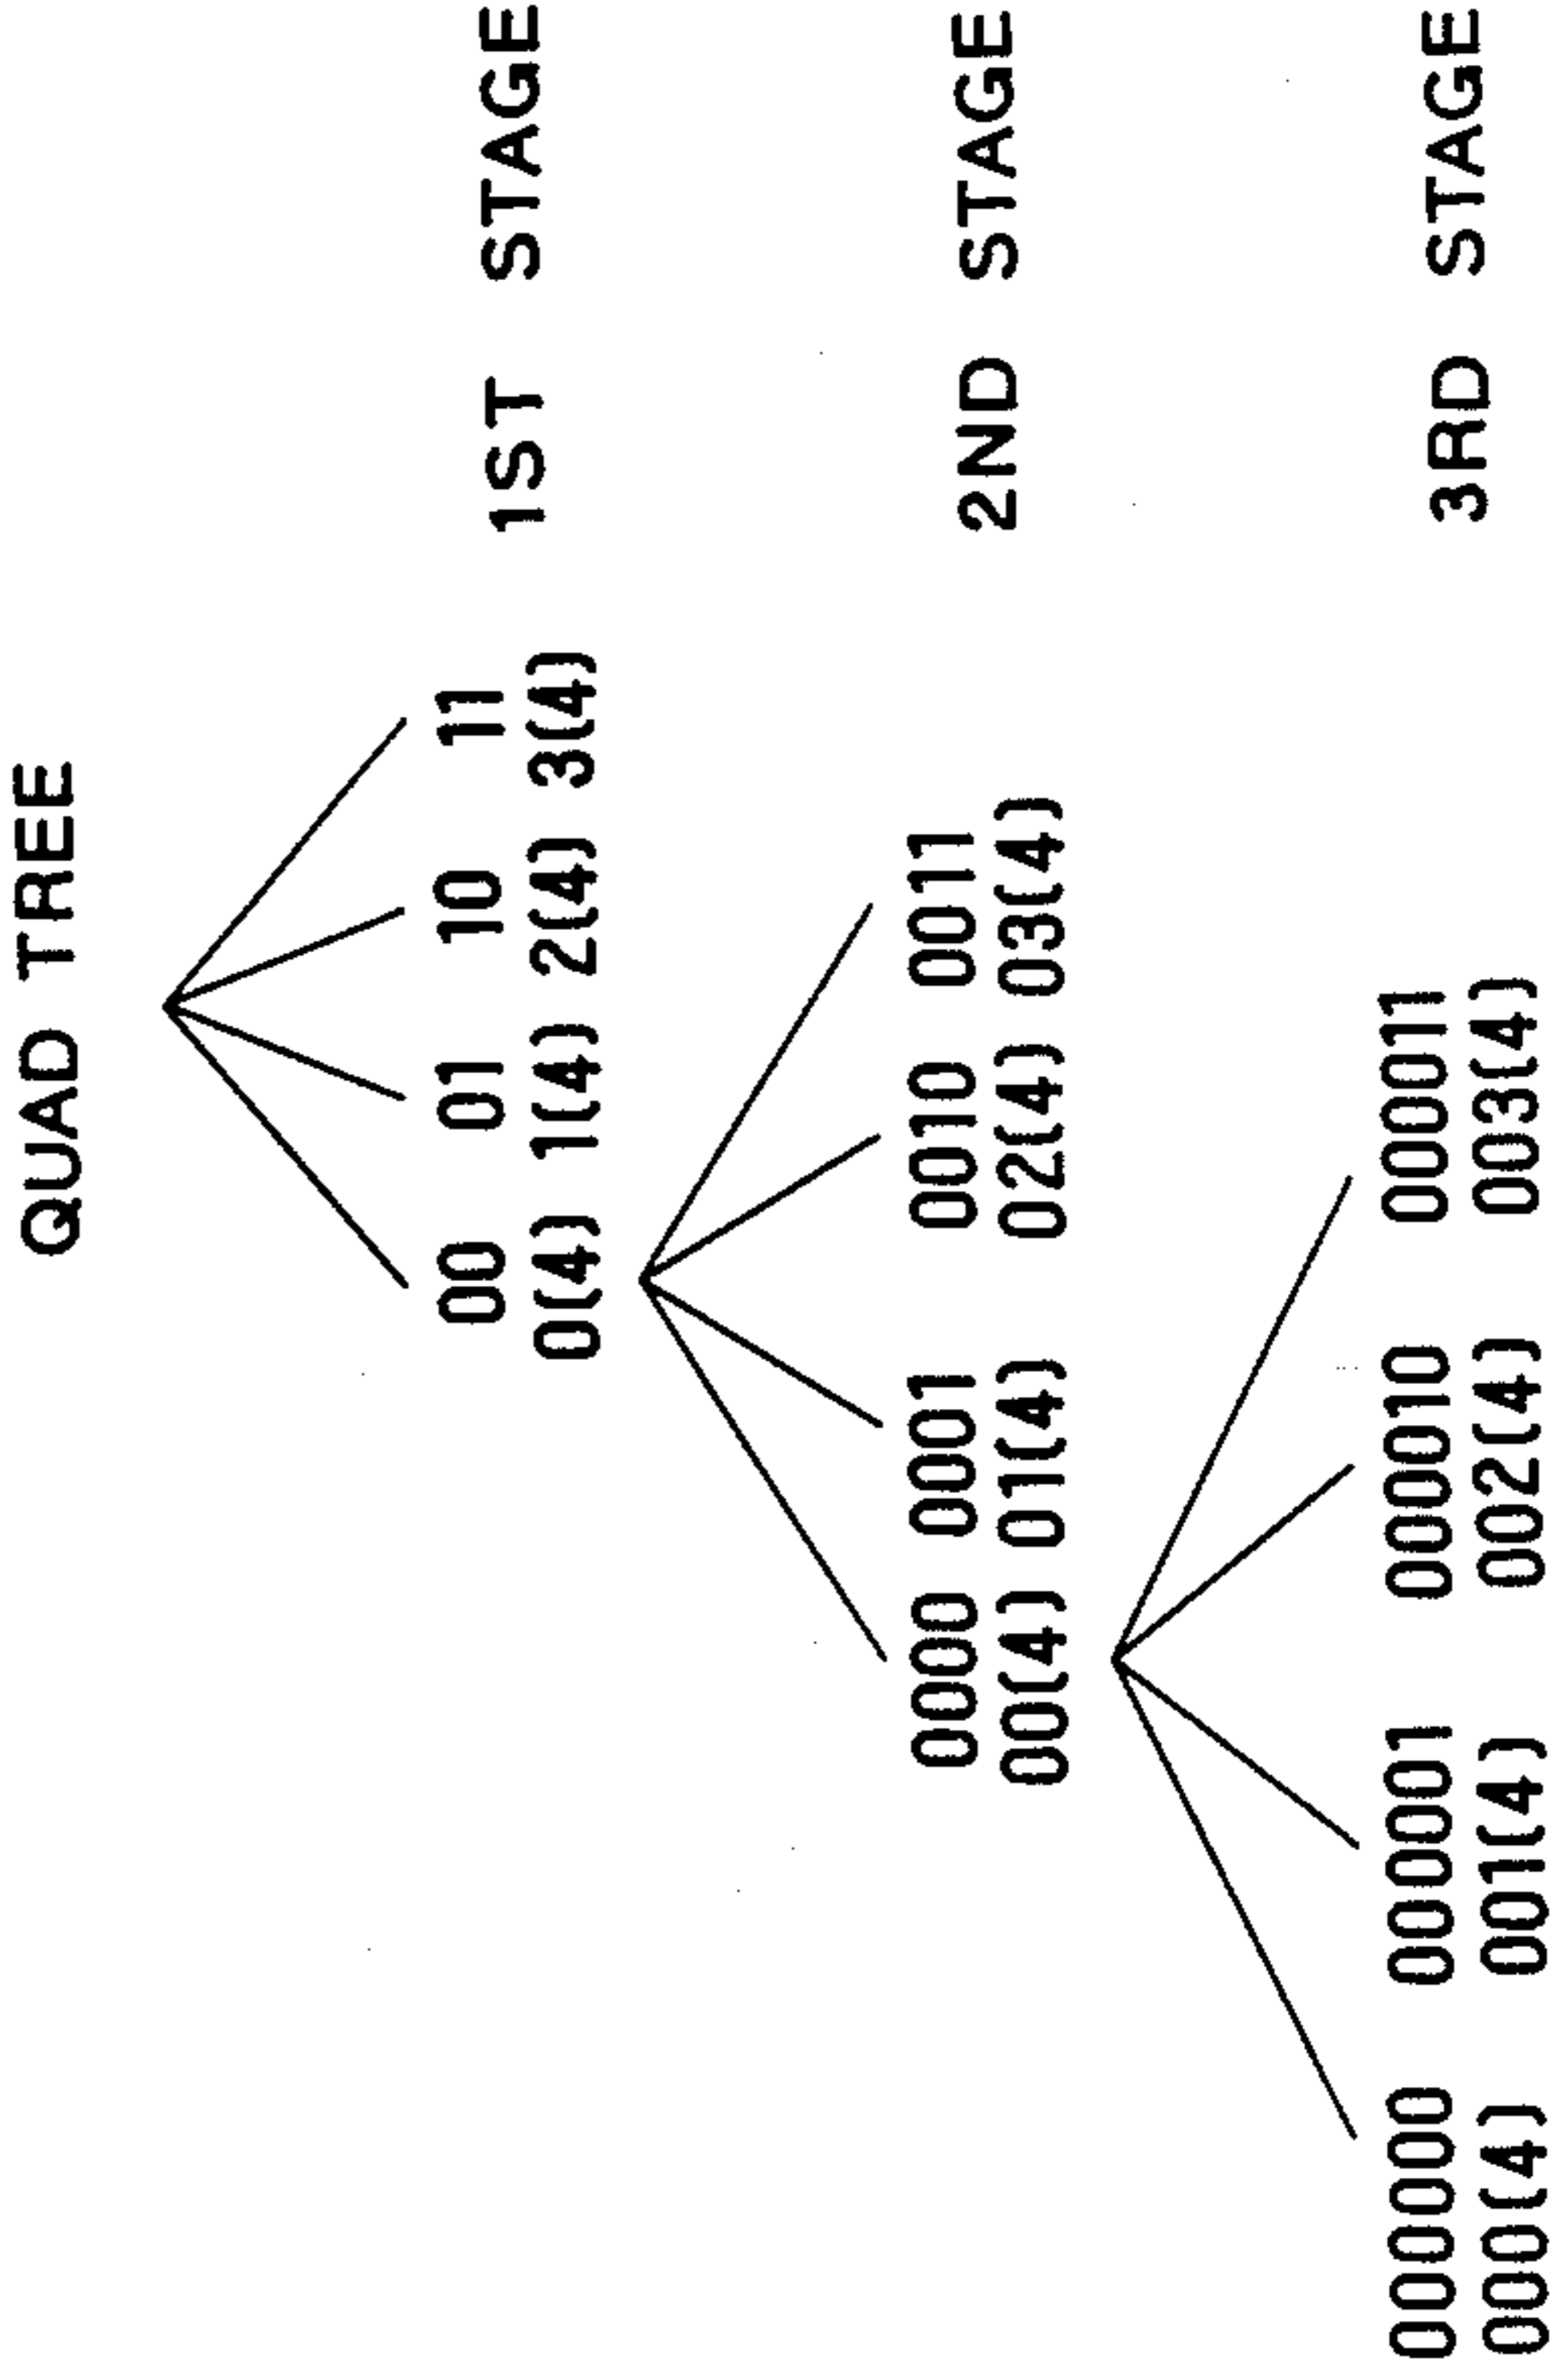 QUAD TREE
00 01 10 11
0(4) 1(4) 2(4) 3(4)
1ST STAGE
0000 0001 0010 0011
00(4) 01(4) 02(4) 03(4)
2ND STAGE
000000 000001 000010 000011
000(4) 001(4) 002(4) 003(4)
3RD STAGE